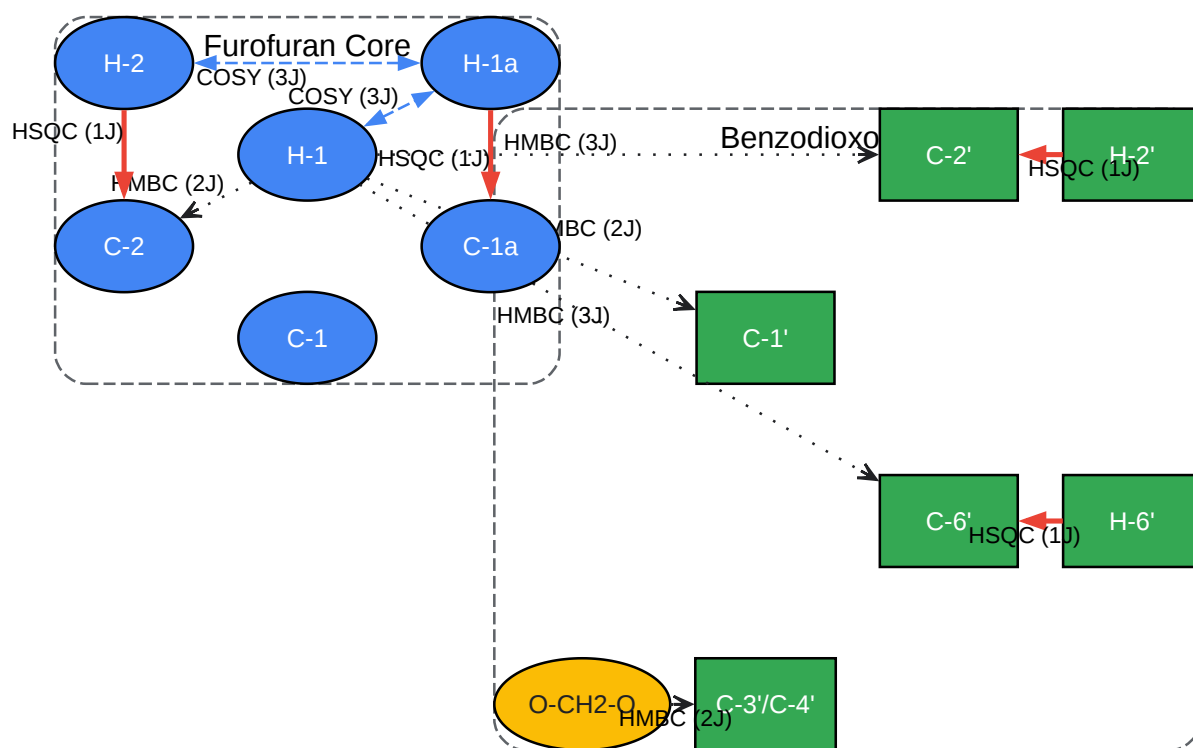 Furofuran Core
H-2
H-1a
COSY (3J)
COSY (3J)
HSQC (1J)
H-1
HSQC (1J)
HMBC (3J)
Benzodioxo
C-2'
H-2'
HSQC (1J)
HMBC (2J)
C-2
C-1a
MBC (2J)
HMBC (3J)
C-1
C-1'
C-6'
H-6'
HSQC (1J)
O-CH2-O
C-3'/C-4'
HMBC (2J)